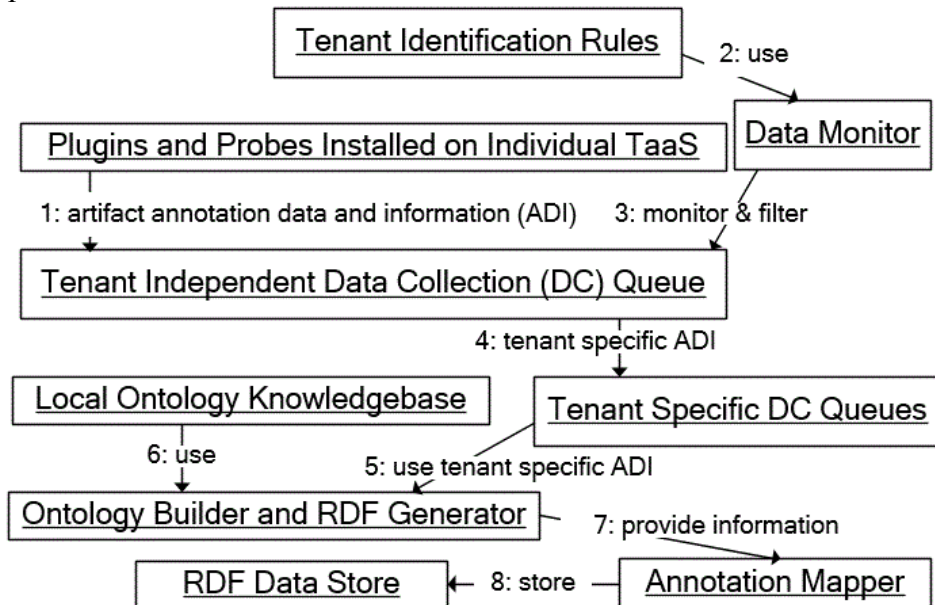 Tenant Identification Rules
2: use
Plugins and Probes Installed on Individual TaaS
Data Monitor
1: artifact annotation data and information (ADI)
3: monitor & filter
Tenant Independent Data Collection (DC) Queue
4: tenant specific ADI
Local Ontology Knowledgebase
Tenant Specific DC Queues
6: use
5: use tenant specific ADI
Ontology Builder and RDF Generator
7: provide information
RDF Data Store
8: store
Annotation Mapper